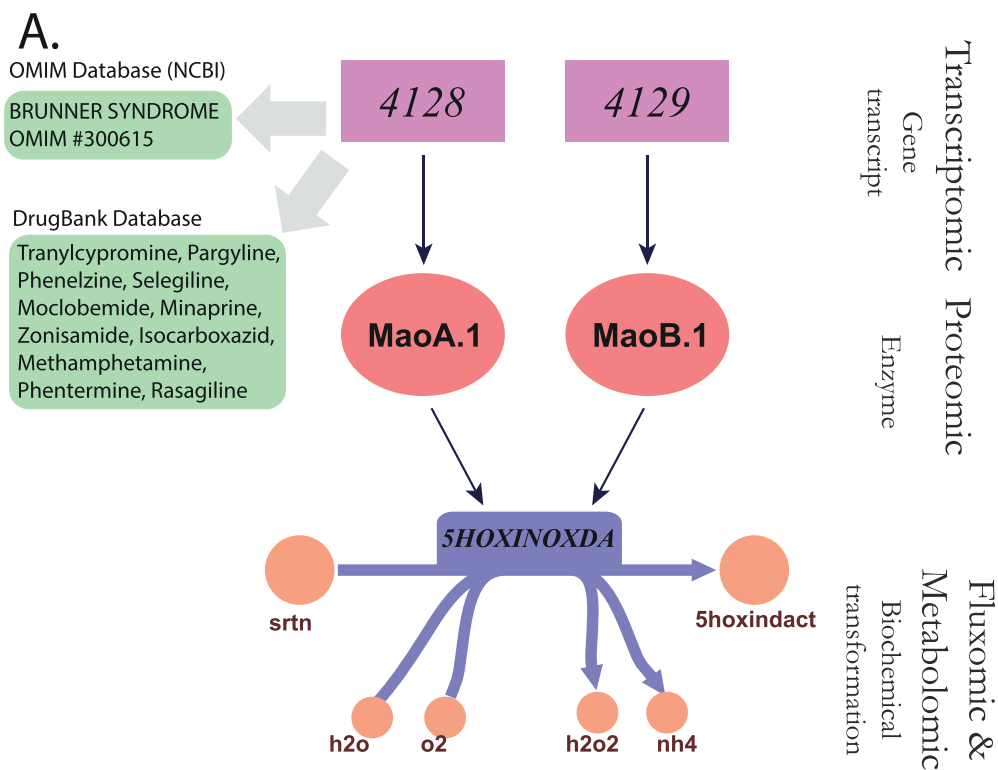 A.
OMIM Database (NCBI)
BRUNNER SYNDROME
OMIM #300615
DrugBank Database
Tranylcypromine, Pargyline,
Phenelzine, Selegiline,
Moclobemide, Minaprine,
Zonisamide, Isocarboxazid,
Methamphetamine,
Phentermine, Rasagiline
4128
4129
MaoA.1
MaoB.1
5HOXINOXDA
srtn
5hoxindact
h2o
o2
h2o2
nh4
Transcriptomic
Gene
transcript
Proteomic
Enzyme
Fluxomic &
Metabolomic
Biochemical
transformation